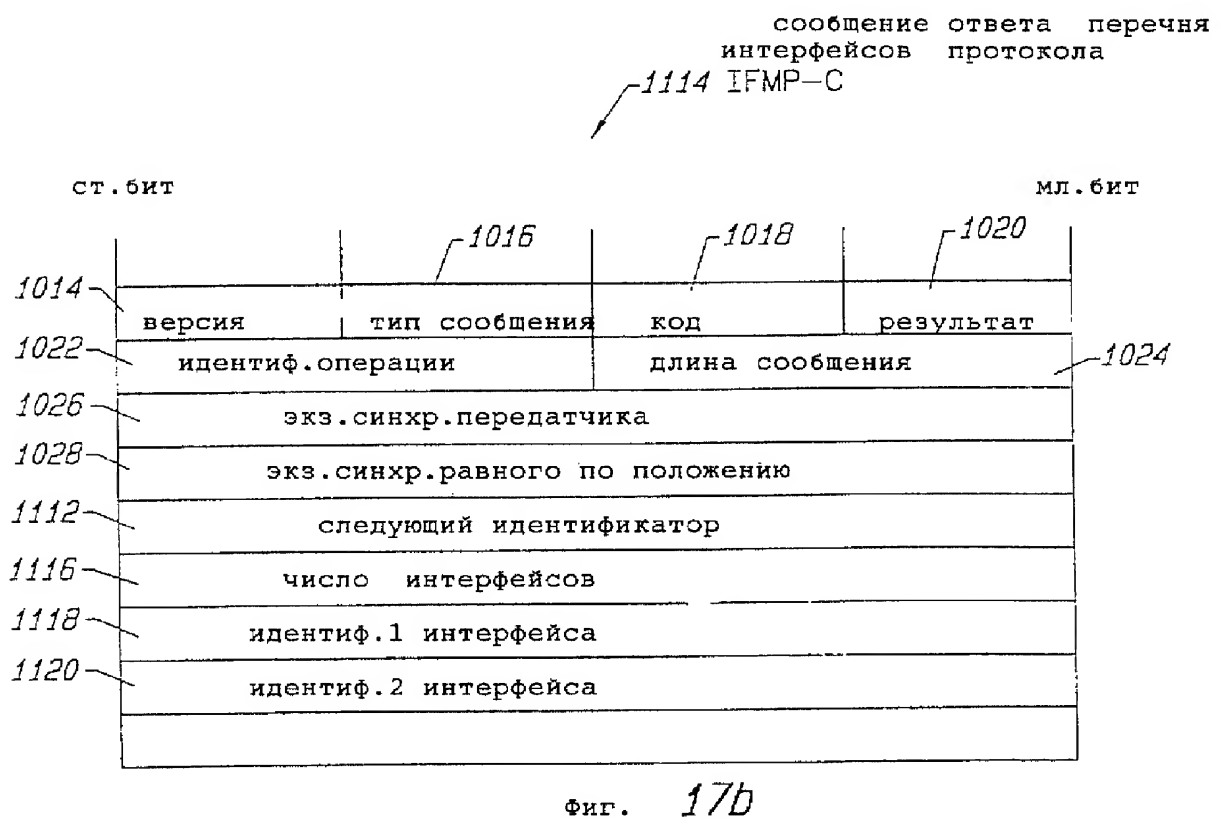 сообщение ответа перечня
интерфейсов протокола
1114 IFMP-C
ст.бит
мл.бит
1016
1018
1020
1014
версия тип сообщения код результат
1022 идентиф.операции длина сообщения 1024
1026 экз.синхр.передатчика
1028 экз.синхр.равного по положению
1112 следующий идентификатор
1116 число интерфейсов
1118 идентиф.1 интерфейса
1120 идентиф.2 интерфейса
Фиг. 17b